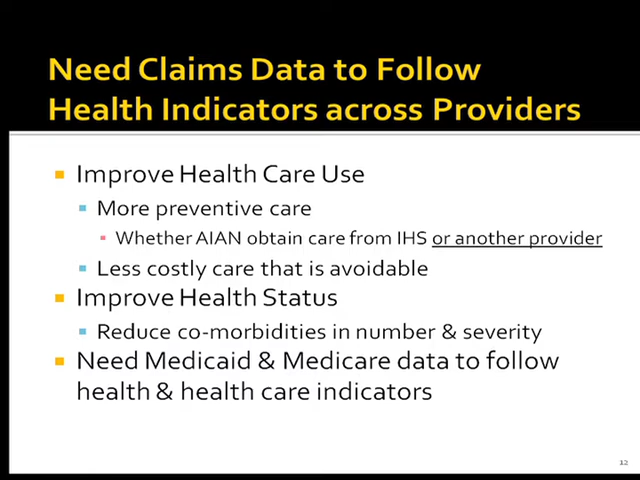 Need Claims Data to Follow
Health Indicators across Providers
Improve Health Care Use
More preventive care
Whether AIAN obtain care from IHS or another provider
Less costly care that is avoidable
Improve Health Status
Reduce co-morbidities in number & severity
Need Medicaid & Medicare data to follow
health & health care indicators
12